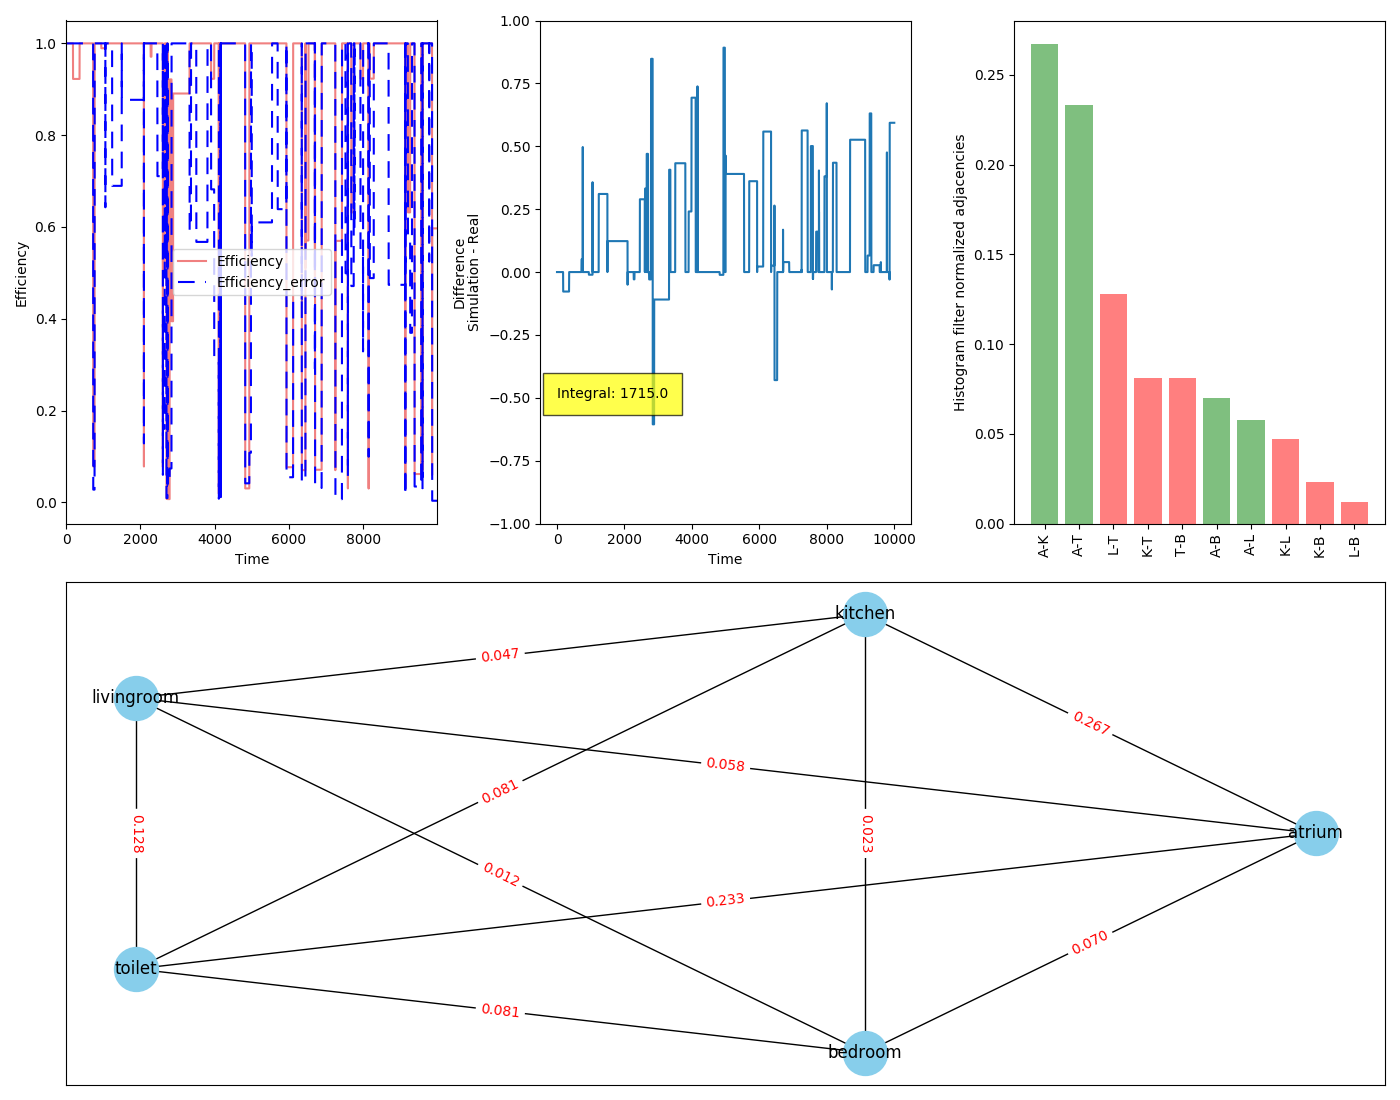 1.0
0.8
0.6
0.4
0.2
0.0
Efficiency
0
2000
4000
6000
8000
Time
Efficiency
Efficiency_error
1.00
0.75
0.50
0.25
0.00
−0.25
−0.50
−0.75
−1.00
Difference
Simulation - Real
0
2000
4000
6000
8000
10000
Time
Integral: 1715.0
0.25
0.20
0.15
0.10
0.05
0.00
Histogram filter normalized adjacencies
A-K
A-T
L-T
K-T
T-B
A-B
A-L
K-L
K-B
L-B
kitchen
livingroom
atrium
toilet
bedroom
0.047
0.267
0.058
0.081
0.128
0.023
0.012
0.233
0.070
0.081